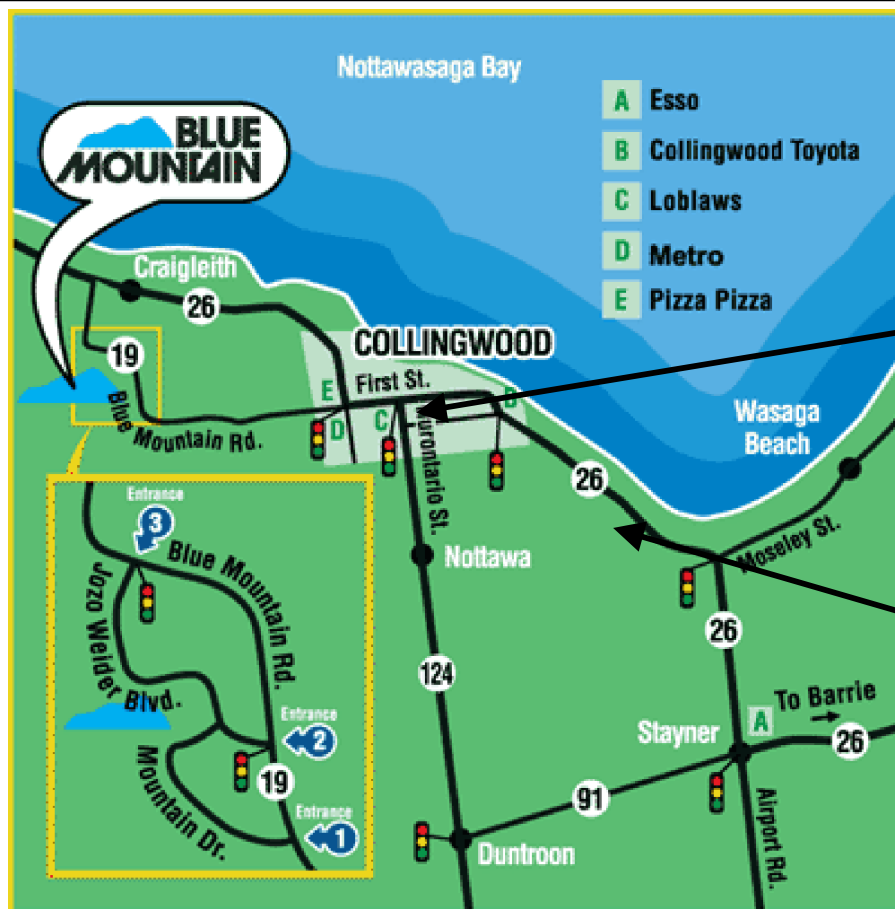 Nottawasaga Bay
A Esso
B Collingwood Toyota
C Loblaws
D Metro
E Pizza Pizza
BLUE
MOUNTAIN
Craigleith
26
19
COLLINGWOOD
First St.
E
D
C
B
Blue Mountain Rd.
Hurontario St.
Wasaga
Beach
26
Moseley St.
Nottawa
26
124
Stayner
A
To Barrie
26
91
Airport Rd.
Duntroon
Entrance
3
Blue Mountain Rd.
Jozo Weider Blvd.
Entrance
2
19
Mountain Dr.
Entrance
1